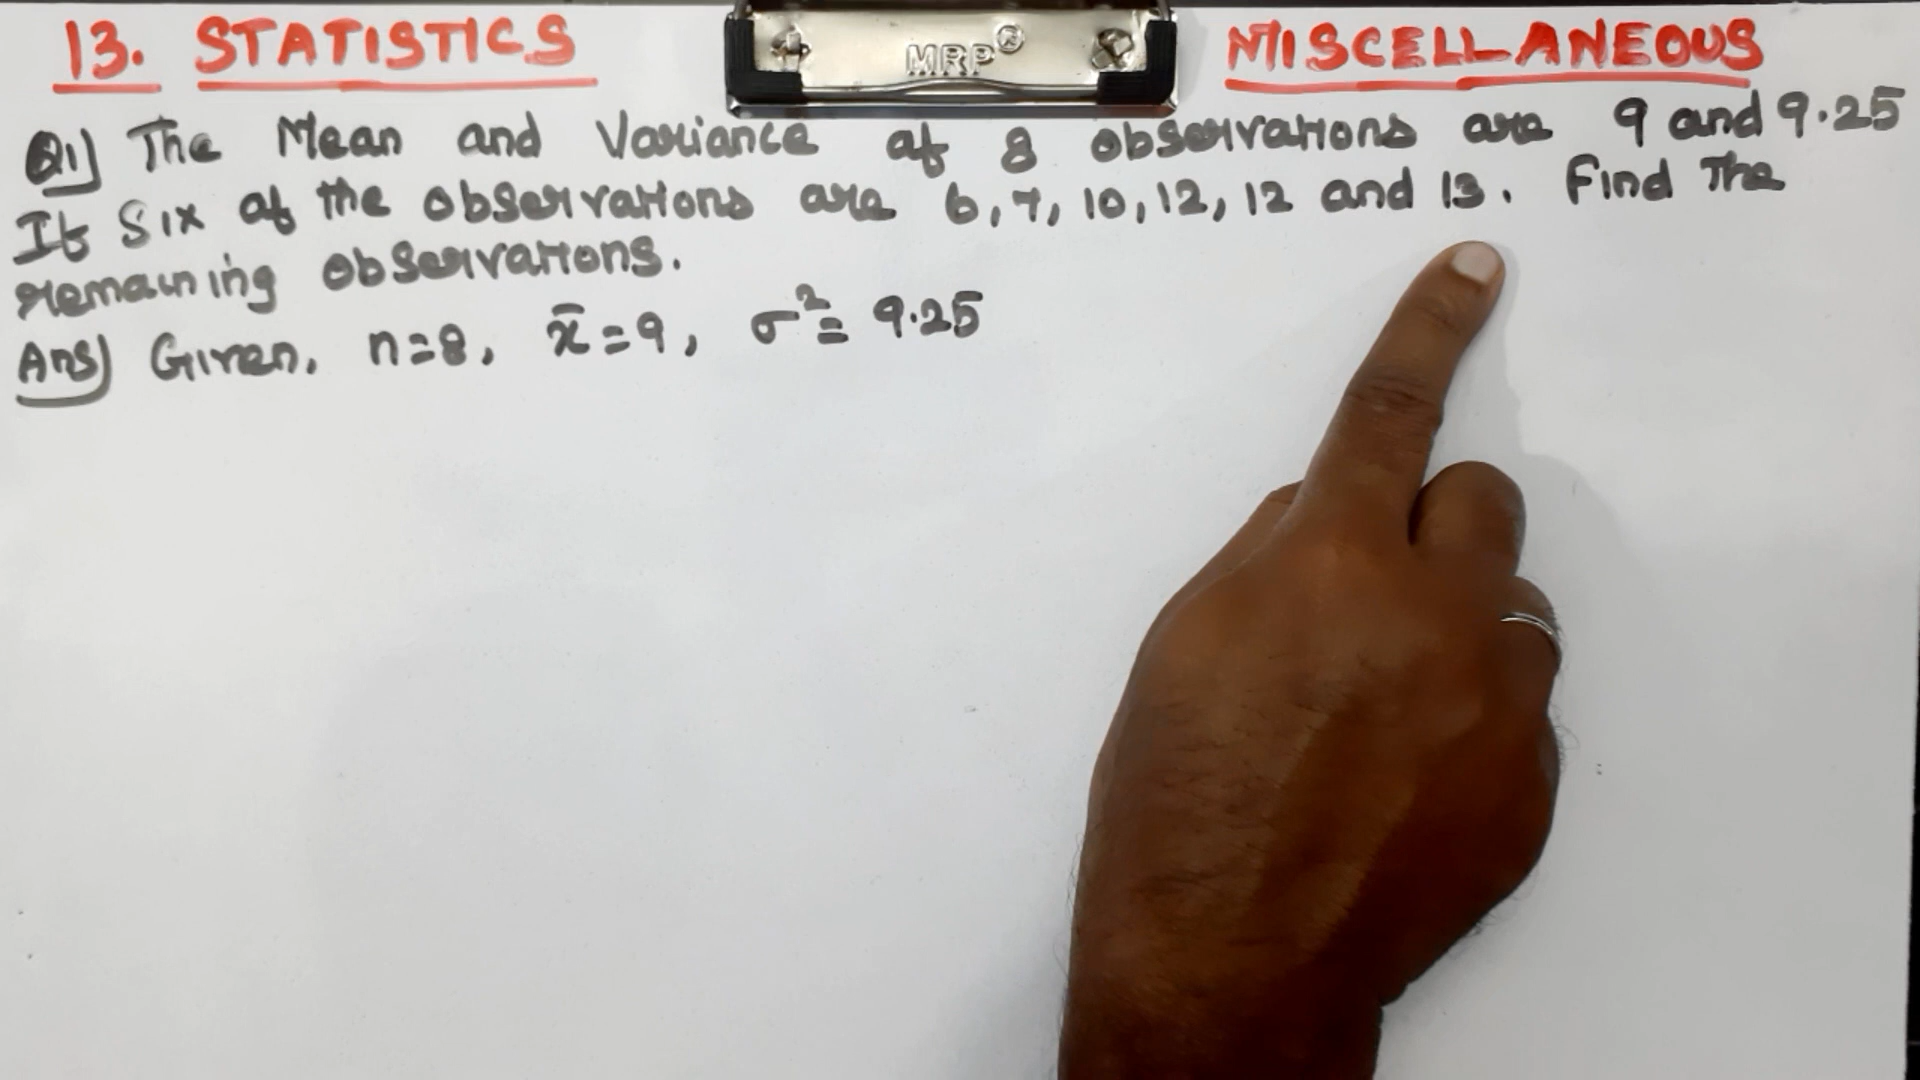 13. STATISTICS
MRP®
MISCELLANEOUS
Q1) The Mean and Variance of 8 observations are 9 and 9.25
If Six of the observations are 6, 7, 10, 12, 12 and 13. Find The
remaining observations.
Ans) Given, n=8, x̄=9, σ²= 9.25